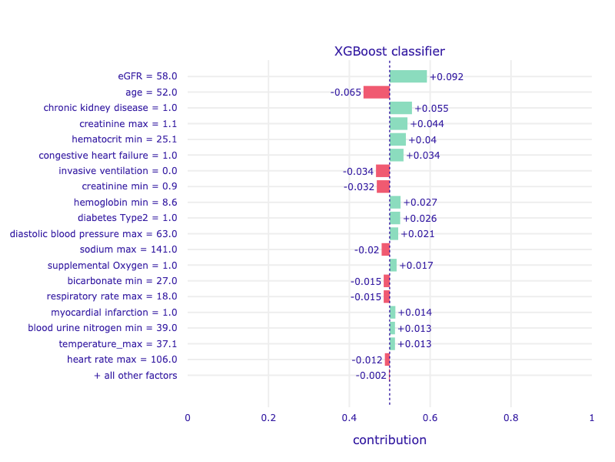 XGBoost classifier
eGFR = 58.0 +0.092
age = 52.0 -0.065
chronic kidney disease = 1.0 +0.055
creatinine max = 1.1 +0.044
hematocrit min = 25.1 +0.04
congestive heart failure = 1.0 +0.034
invasive ventilation = 0.0 -0.034
creatinine min = 0.9 -0.032
hemoglobin min = 8.6 +0.027
diabetes Type2 = 1.0 +0.026
diastolic blood pressure max = 63.0 +0.021
sodium max = 141.0 -0.02
supplemental Oxygen = 1.0 +0.017
bicarbonate min = 27.0 -0.015
respiratory rate max = 18.0 -0.015
myocardial infarction = 1.0 +0.014
blood urine nitrogen min = 39.0 +0.013
temperature_max = 37.1 +0.013
heart rate max = 106.0 -0.012
+ all other factors -0.002
0 0.2 0.4 0.6 0.8 1
contribution